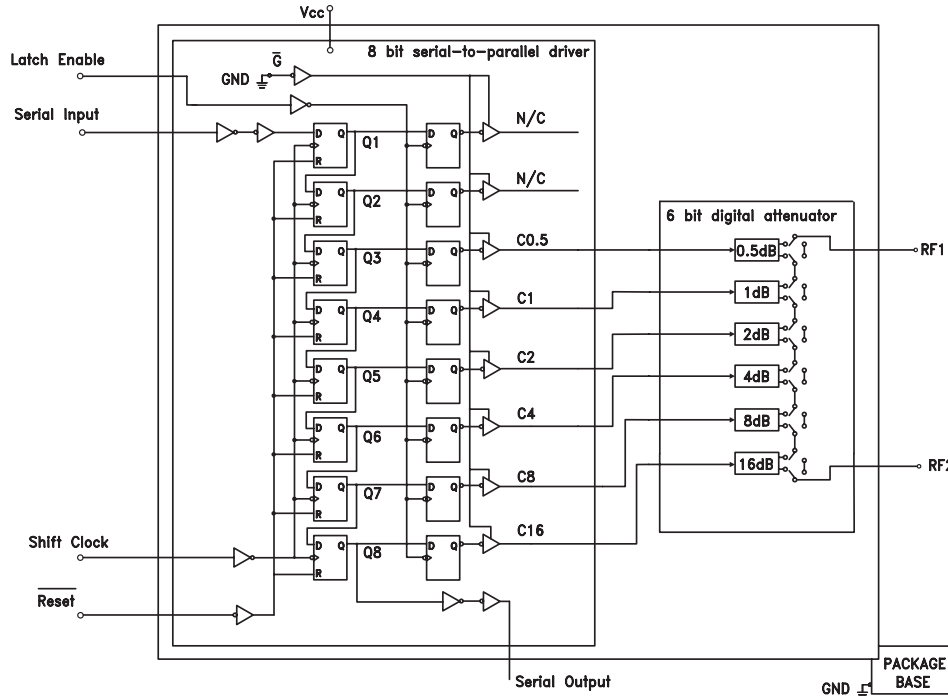 Vcc
8 bit serial-to-parallel driver
Latch Enable
G
GND
Serial Input
N/C
D Q
R
Q1
D Q
N/C
D Q
R
Q2
D Q
C0.5
D Q
R
Q3
D Q
C1
D Q
R
Q4
D Q
C2
D Q
R
Q5
D Q
C4
D Q
R
Q6
D Q
C8
D Q
R
Q7
D Q
C16
D Q
R
Q8
D Q
6 bit digital attenuator
0.5dB
1dB
2dB
4dB
8dB
16dB
RF1
RF2
Shift Clock
Reset
Serial Output
GND
PACKAGE
BASE